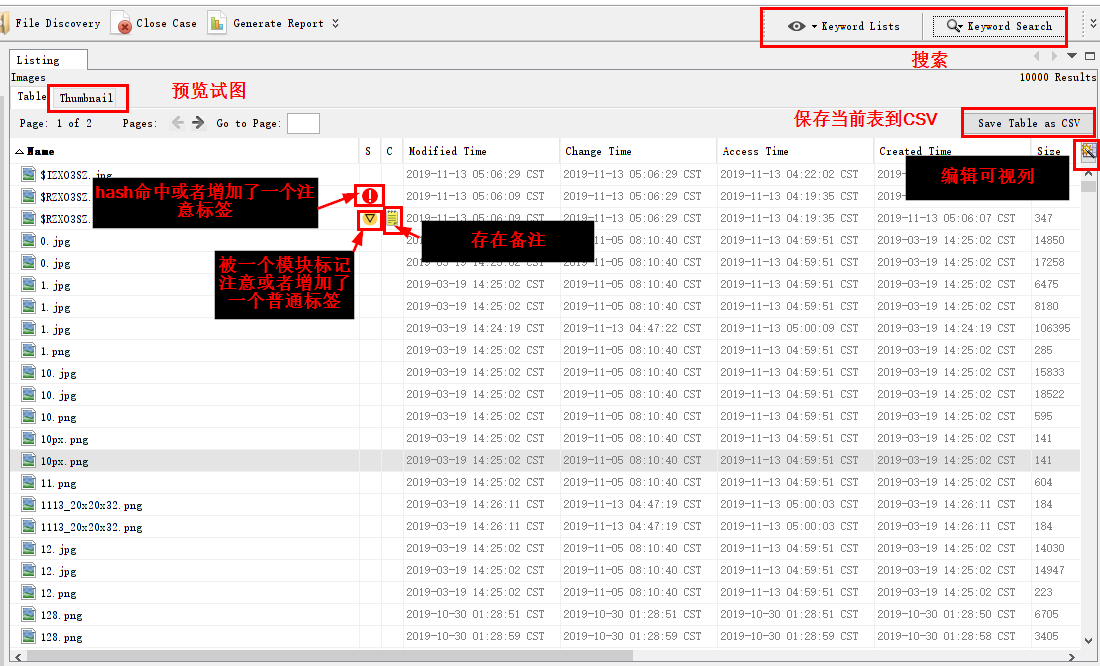 File Discovery Close Case Generate Report Keyword Lists Keyword Search
搜索
Listing
Images 10000 Results
Table Thumbnail 预览试图
Page: 1 of 2 Pages: Go to Page: 保存当前表到CSV Save Table as CSV
Name S C Modified Time Change Time Access Time Created Time Size
$IZXO3SZ.jpg 2019-11-13 05:06:29 CST 2019-11-13 05:06:29 CST 2019-11-13 04:22:02 CST 2019-
$RZXO3SZ. 2019-11-13 05:06:09 CST 2019-11-13 05:06:29 CST 2019-11-13 04:19:35 CST 2019-
$RZXO3SZ. 2019-11-13 05:06:09 CST 2019-11-13 05:06:29 CST 2019-11-13 04:19:35 CST 2019-11-13 05:06:07 CST 347
hash命中或者增加了一个注
意标签
编辑可视列
存在备注
被一个模块标记
注意或者增加了
一个普通标签
0.jpg 2019-03-19 14:25:02 CST 14850
0.jpg 2019-03-19 14:25:02 CST 2019-11-05 08:10:40 CST 2019-11-13 04:59:51 CST 2019-03-19 14:25:02 CST 17258
1.jpg 2019-03-19 14:25:02 CST 2019-11-05 08:10:40 CST 2019-11-13 04:59:51 CST 2019-03-19 14:25:02 CST 6475
1.jpg 2019-03-19 14:25:02 CST 2019-11-05 08:10:40 CST 2019-11-13 04:59:51 CST 2019-03-19 14:25:02 CST 8180
1.jpg 2019-03-19 14:24:19 CST 2019-11-13 04:47:22 CST 2019-11-13 05:00:09 CST 2019-03-19 14:24:19 CST 106395
1.png 2019-03-19 14:25:02 CST 2019-11-05 08:10:40 CST 2019-11-13 04:59:51 CST 2019-03-19 14:25:02 CST 285
10.jpg 2019-03-19 14:25:02 CST 2019-11-05 08:10:40 CST 2019-11-13 04:59:51 CST 2019-03-19 14:25:02 CST 15833
10.jpg 2019-03-19 14:25:02 CST 2019-11-05 08:10:40 CST 2019-11-13 04:59:51 CST 2019-03-19 14:25:02 CST 18522
10.png 2019-03-19 14:25:02 CST 2019-11-05 08:10:40 CST 2019-11-13 04:59:51 CST 2019-03-19 14:25:02 CST 595
10px.png 2019-03-19 14:25:02 CST 2019-11-05 08:10:40 CST 2019-11-13 04:59:51 CST 2019-03-19 14:25:02 CST 141
10px.png 2019-03-19 14:25:02 CST 2019-11-05 08:10:40 CST 2019-11-13 04:59:51 CST 2019-03-19 14:25:02 CST 141
11.png 2019-03-19 14:25:02 CST 2019-11-05 08:10:40 CST 2019-11-13 04:59:51 CST 2019-03-19 14:25:02 CST 604
1113_20x20x32.png 2019-03-19 14:26:11 CST 2019-11-13 04:47:19 CST 2019-11-13 05:00:03 CST 2019-03-19 14:26:11 CST 184
1113_20x20x32.png 2019-03-19 14:26:11 CST 2019-11-13 04:47:19 CST 2019-11-13 05:00:03 CST 2019-03-19 14:26:11 CST 184
12.jpg 2019-03-19 14:25:02 CST 2019-11-05 08:10:40 CST 2019-11-13 04:59:51 CST 2019-03-19 14:25:02 CST 14030
12.jpg 2019-03-19 14:25:02 CST 2019-11-05 08:10:40 CST 2019-11-13 04:59:51 CST 2019-03-19 14:25:02 CST 14947
12.png 2019-03-19 14:25:02 CST 2019-11-05 08:10:40 CST 2019-11-13 04:59:51 CST 2019-03-19 14:25:02 CST 223
128.png 2019-10-30 01:28:51 CST 2019-10-30 01:28:51 CST 2019-10-30 01:28:51 CST 2019-10-30 01:28:50 CST 6705
128.png 2019-10-30 01:28:59 CST 2019-10-30 01:28:59 CST 2019-10-30 01:28:59 CST 2019-10-30 01:28:58 CST 3405